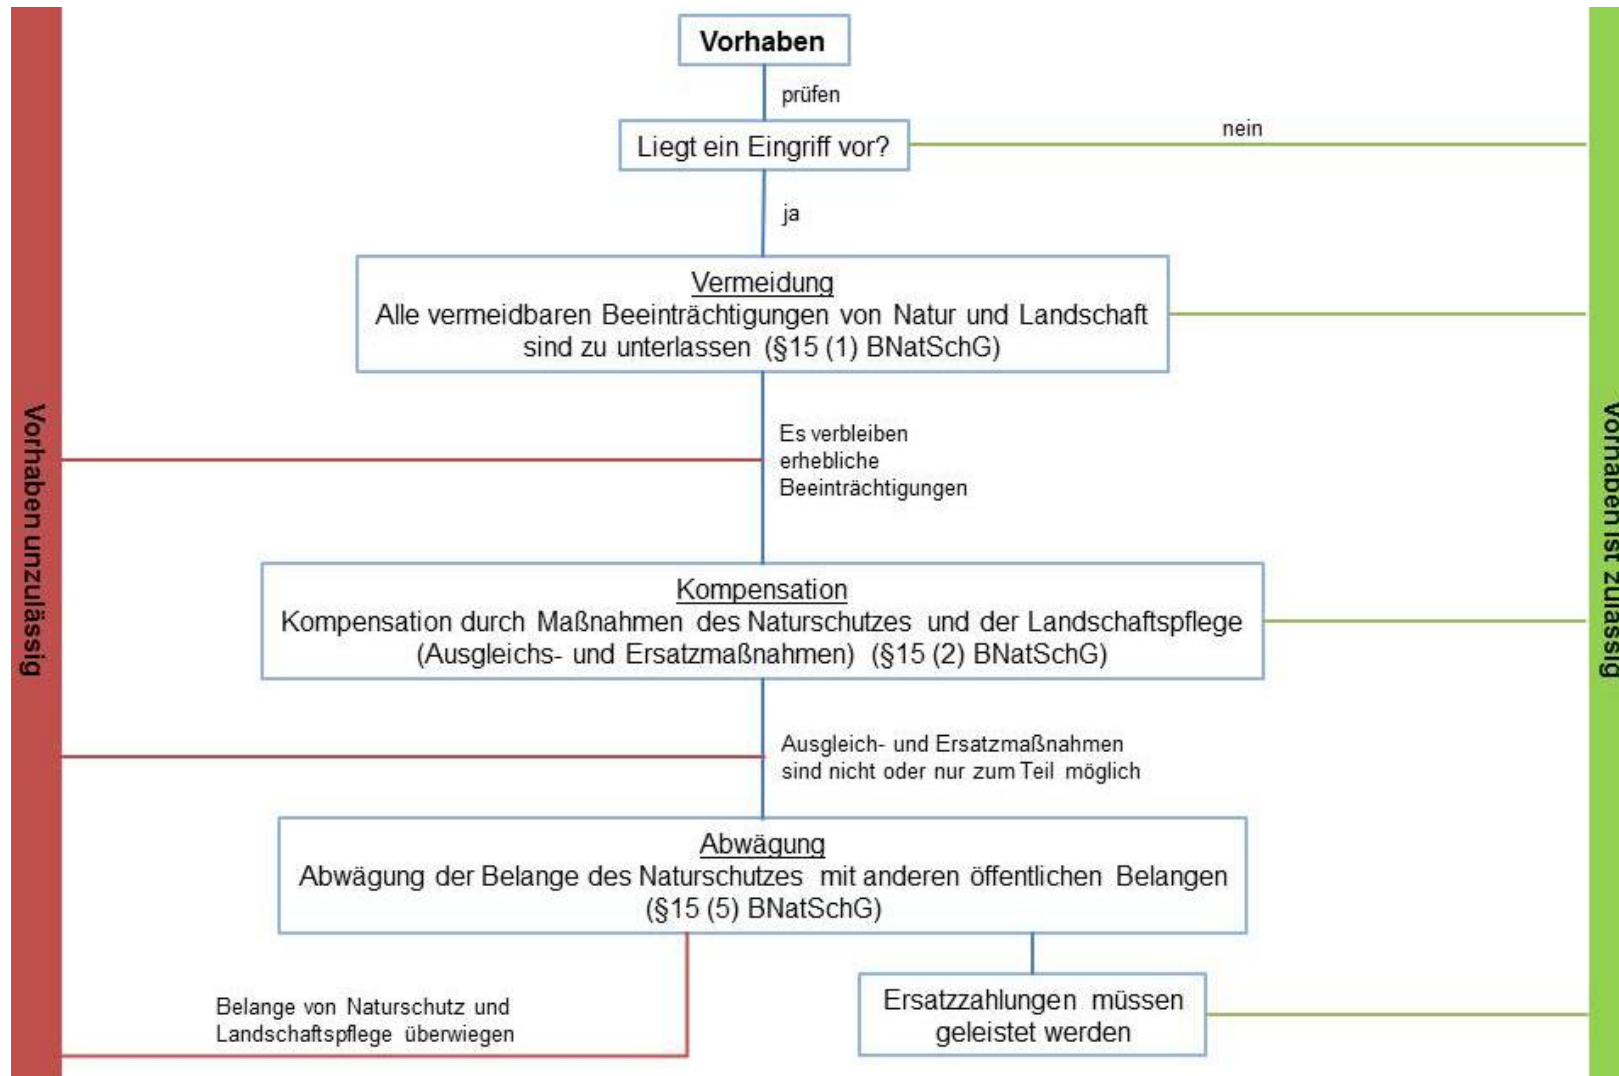 Vorhaben
prüfen
Liegt ein Eingriff vor?
nein
ja
Vermeidung
Alle vermeidbaren Beeinträchtigungen von Natur und Landschaft
sind zu unterlassen (§15 (1) BNatSchG)
Es verbleiben
erhebliche
Beeinträchtigungen
Kompensation
Kompensation durch Maßnahmen des Naturschutzes und der Landschaftspflege
(Ausgleichs- und Ersatzmaßnahmen) (§15 (2) BNatSchG)
Ausgleich- und Ersatzmaßnahmen
sind nicht oder nur zum Teil möglich
Abwägung
Abwägung der Belange des Naturschutzes mit anderen öffentlichen Belangen
(§15 (5) BNatSchG)
Belange von Naturschutz und
Landschaftspflege überwiegen
Ersatzzahlungen müssen
geleistet werden
Vorhaben unzulässig
Vorhaben ist zulässig